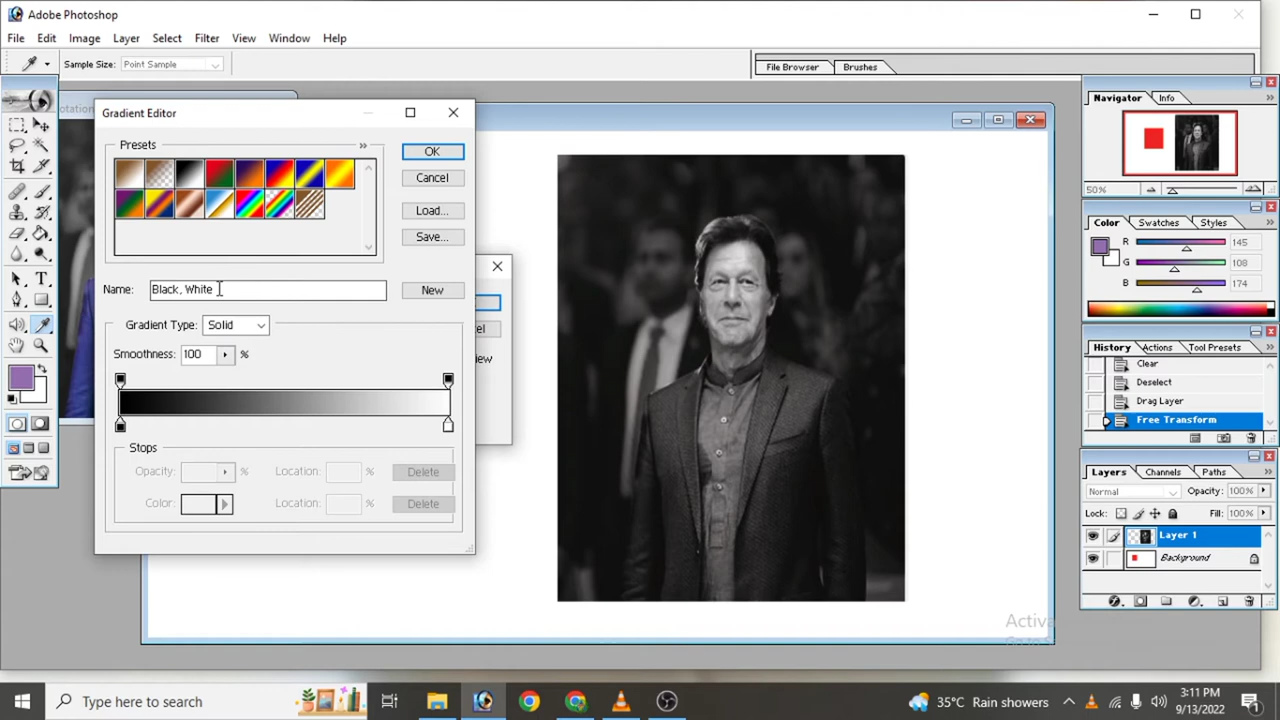 Adobe Photoshop
File Edit Image Layer Select Filter View Window Help
Sample Size: Point Sample
File Browser Brushes
Gradient Editor
Presets
OK
Cancel
Load...
Save...
Name: Black, White New
Gradient Type: Solid
Smoothness: 100 %
Stops
Opacity: % Location: % Delete
Color: Location: % Delete
Navigator Info
50%
Color Swatches Styles
R 145
G 108
B 174
History Actions Tool Presets
Clear
Deselect
Drag Layer
Free Transform
Layers Channels Paths
Normal Opacity: 100%
Lock: Fill: 100%
Layer 1
Background
Type here to search
35°C Rain showers
3:11 PM
9/13/2022